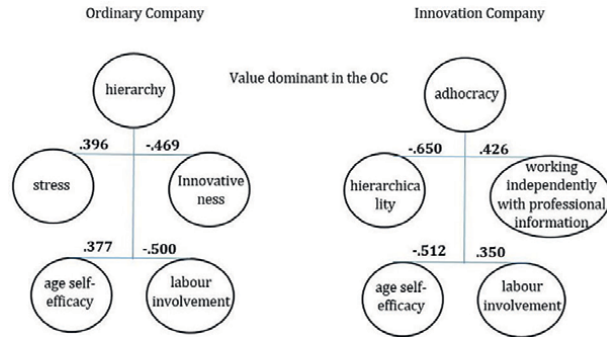 Ordinary Company
Innovation Company
Value dominant in the OC
hierarchy
adhocracy
.396
-.469
-.650
.426
stress
Innovative
ness
hierarchica
lity
working
independently
with professional
information
.377
-.500
-.512
.350
age self-
efficacy
labour
involvement
age self-
efficacy
labour
involvement